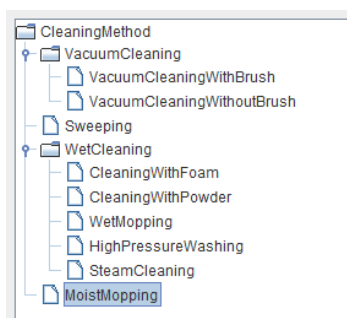 CleaningMethod
VacuumCleaning
VacuumCleaningWithBrush
VacuumCleaningWithoutBrush
Sweeping
WetCleaning
CleaningWithFoam
CleaningWithPowder
WetMopping
HighPressureWashing
SteamCleaning
MoistMopping